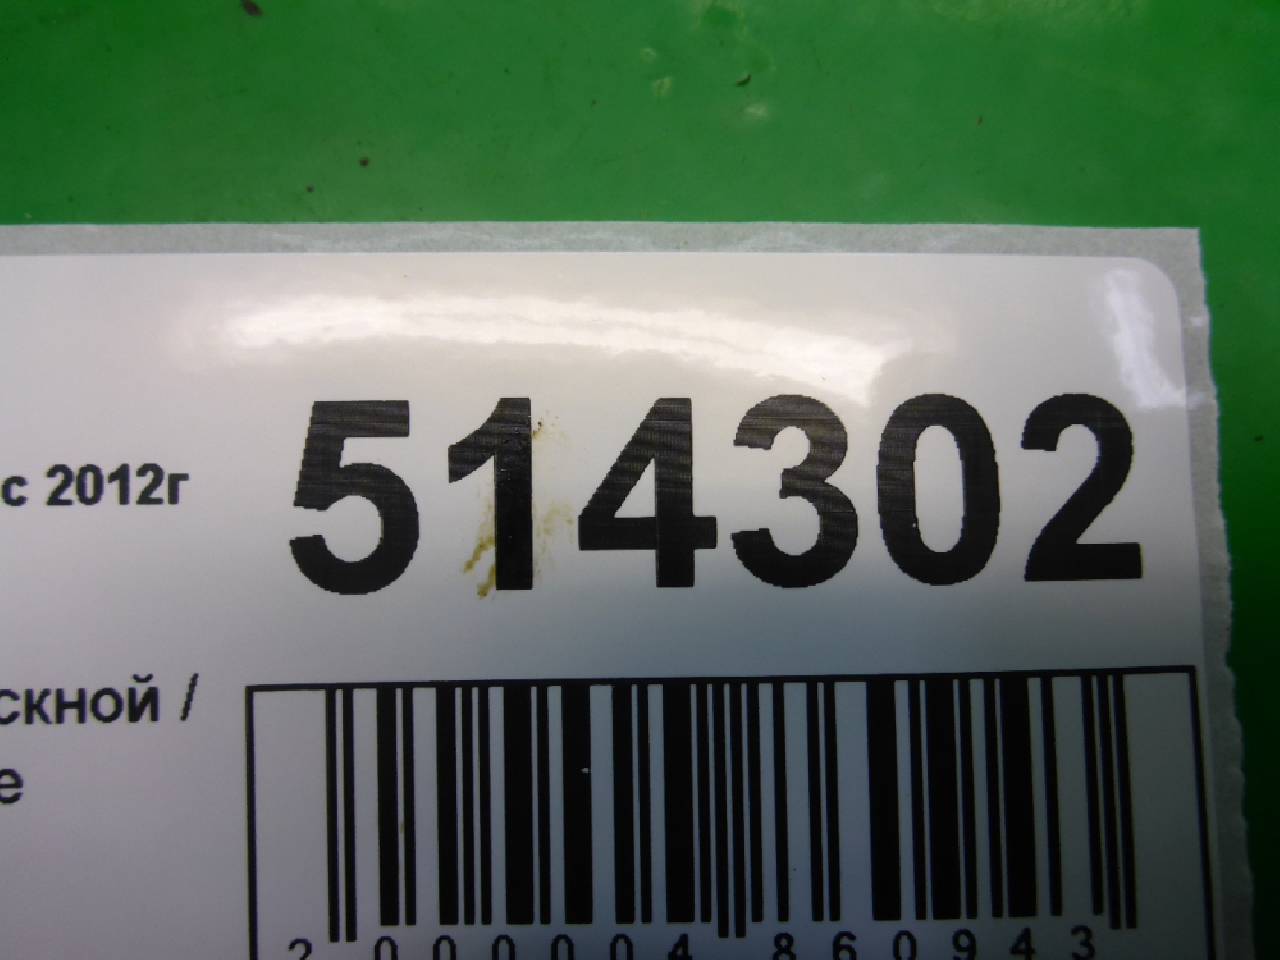 514302
с 2012г
скной /
е
2 000004 860943